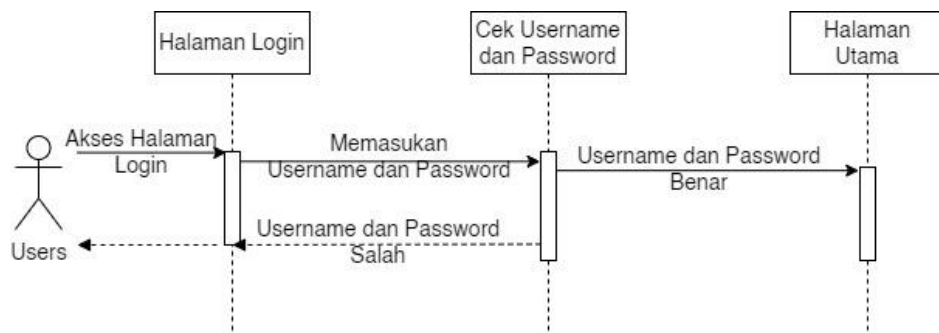 Halaman Login
Cek Username
dan Password
Halaman
Utama
Akses Halaman
Login
Memasukan
Username dan Password
Username dan Password
Benar
Username dan Password
Salah
Users